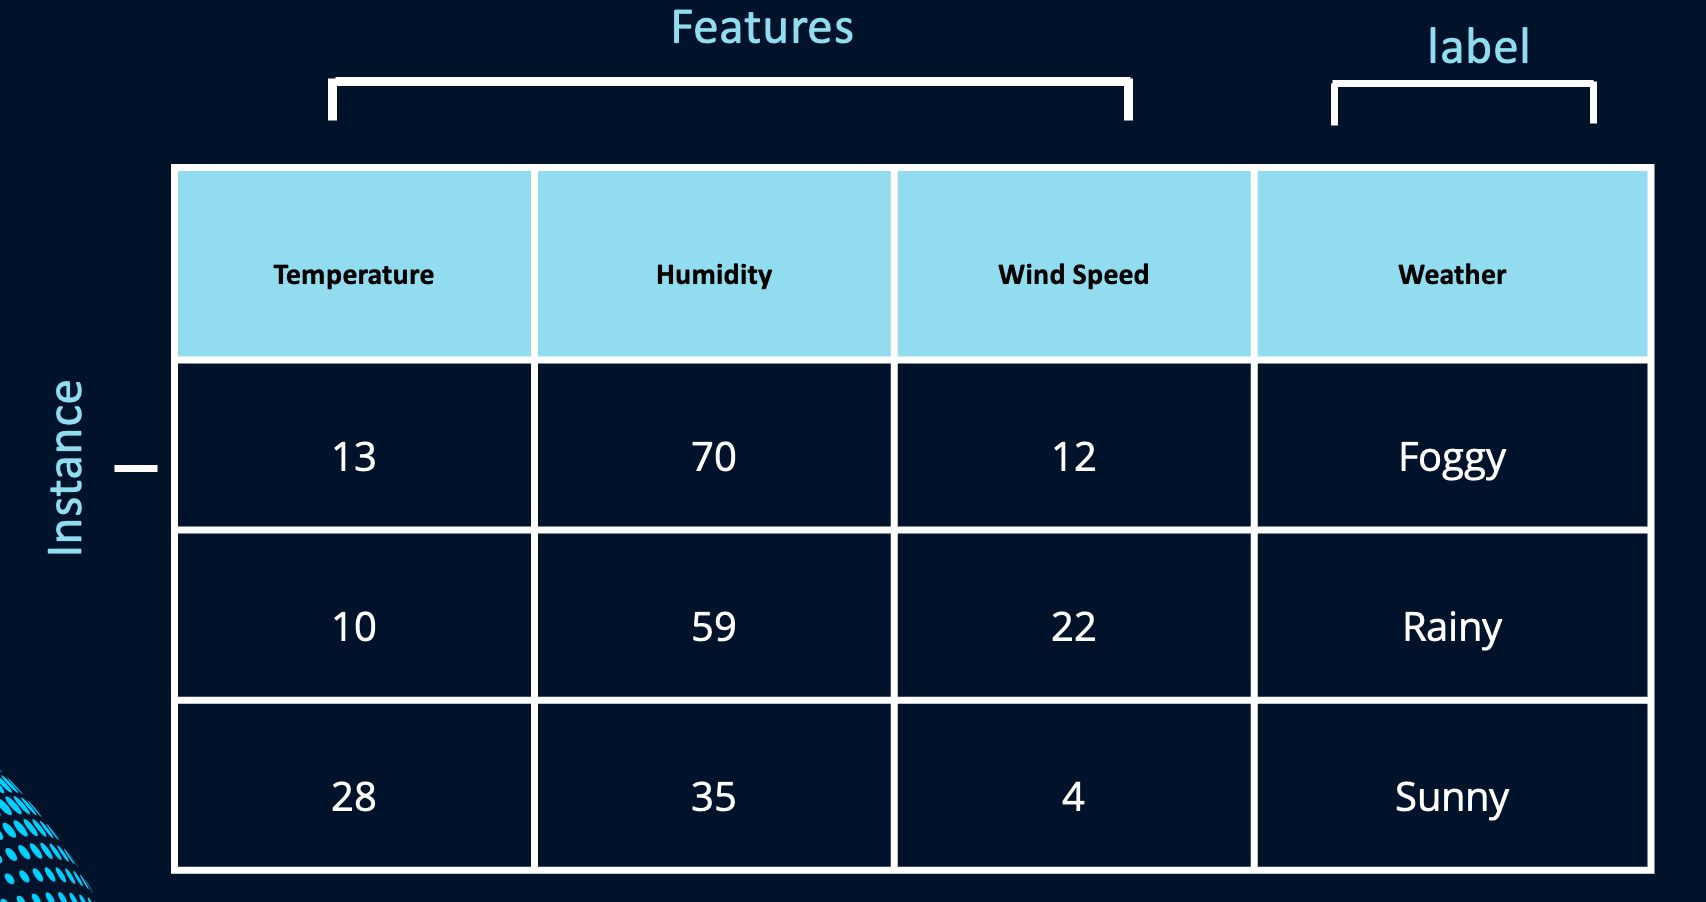 Features
label
Temperature Humidity Wind Speed Weather
Instance
13 70 12 Foggy
10 59 22 Rainy
28 35 4 Sunny